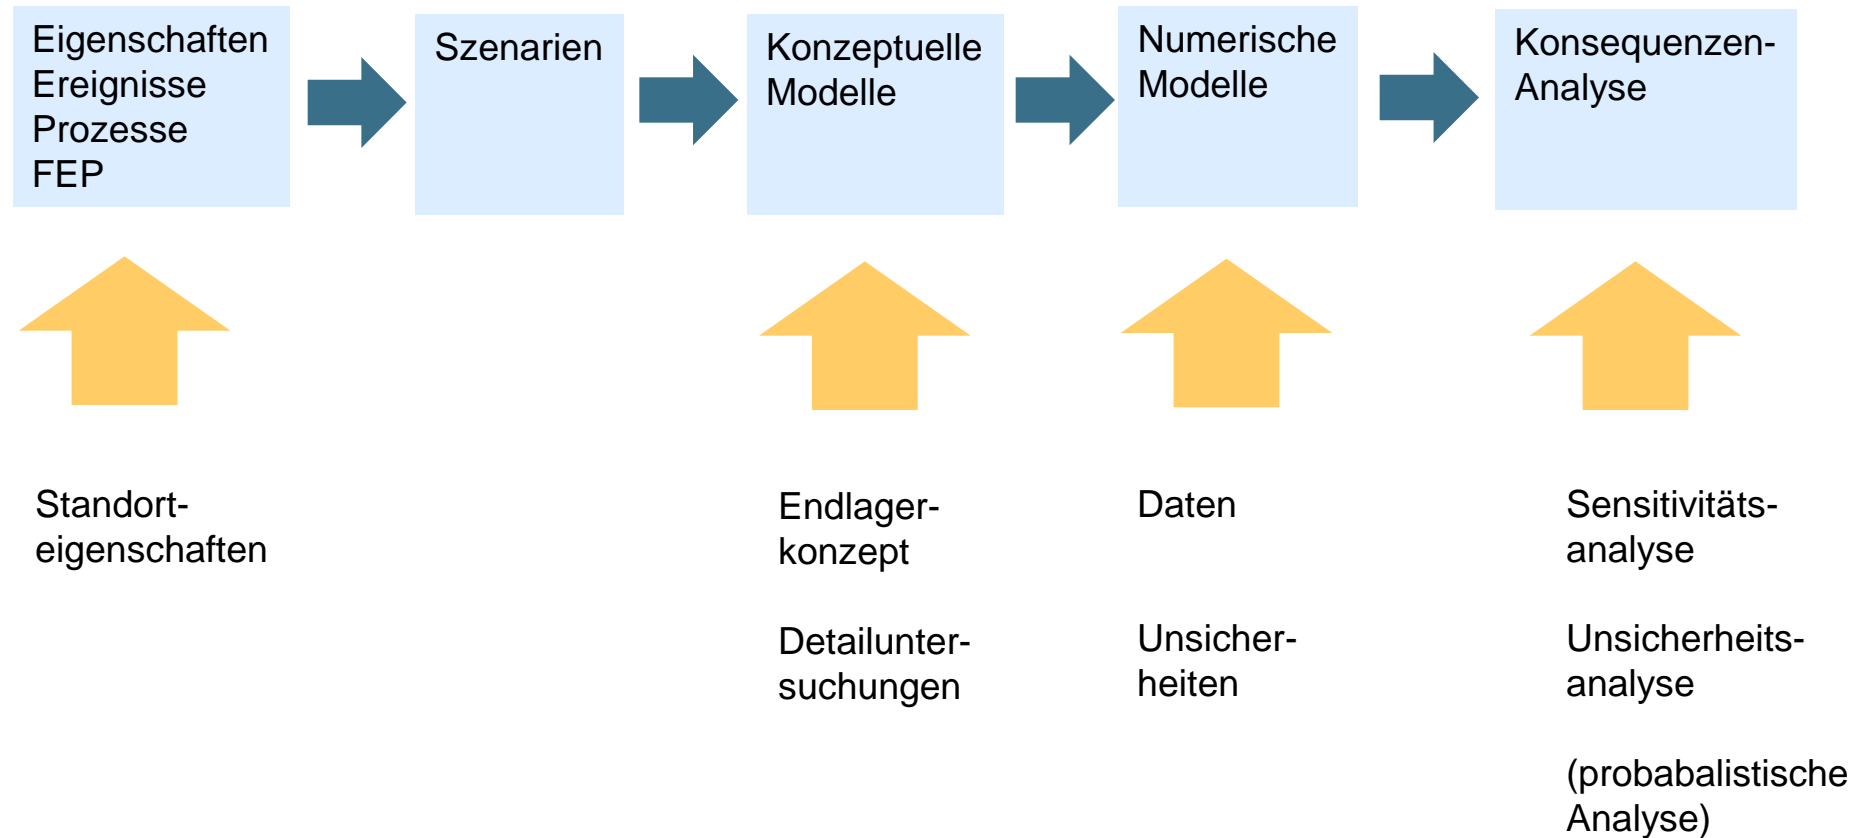 Eigenschaften
Ereignisse
Prozesse
FEP
Szenarien
Konzeptuelle
Modelle
Numerische
Modelle
Konsequenzen-
Analyse
Standort-
eigenschaften
Endlager-
konzept
Detailunter-
suchungen
Daten
Unsicher-
heiten
Sensitivitäts-
analyse
Unsicherheits-
analyse
(probabalistische
Analyse)